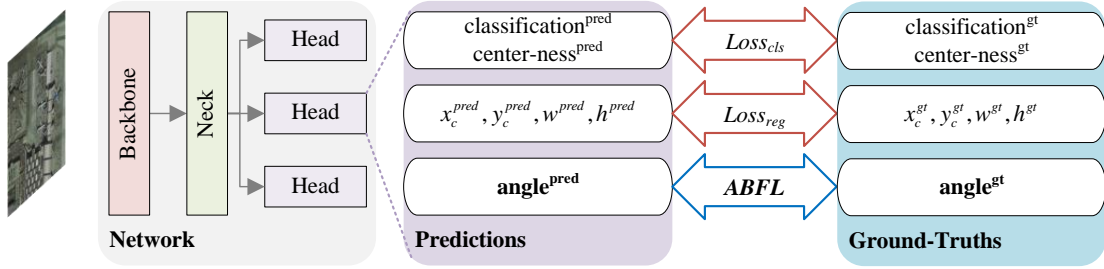 Backbone
Neck
Head
Head
Head
Network
classification^pred
center-ness^pred
x_c^pred, y_c^pred, w^pred, h^pred
angle^pred
Predictions
Loss_cls
Loss_reg
ABFL
classification^gt
center-ness^gt
x_c^gt, y_c^gt, w^gt, h^gt
angle^gt
Ground-Truths